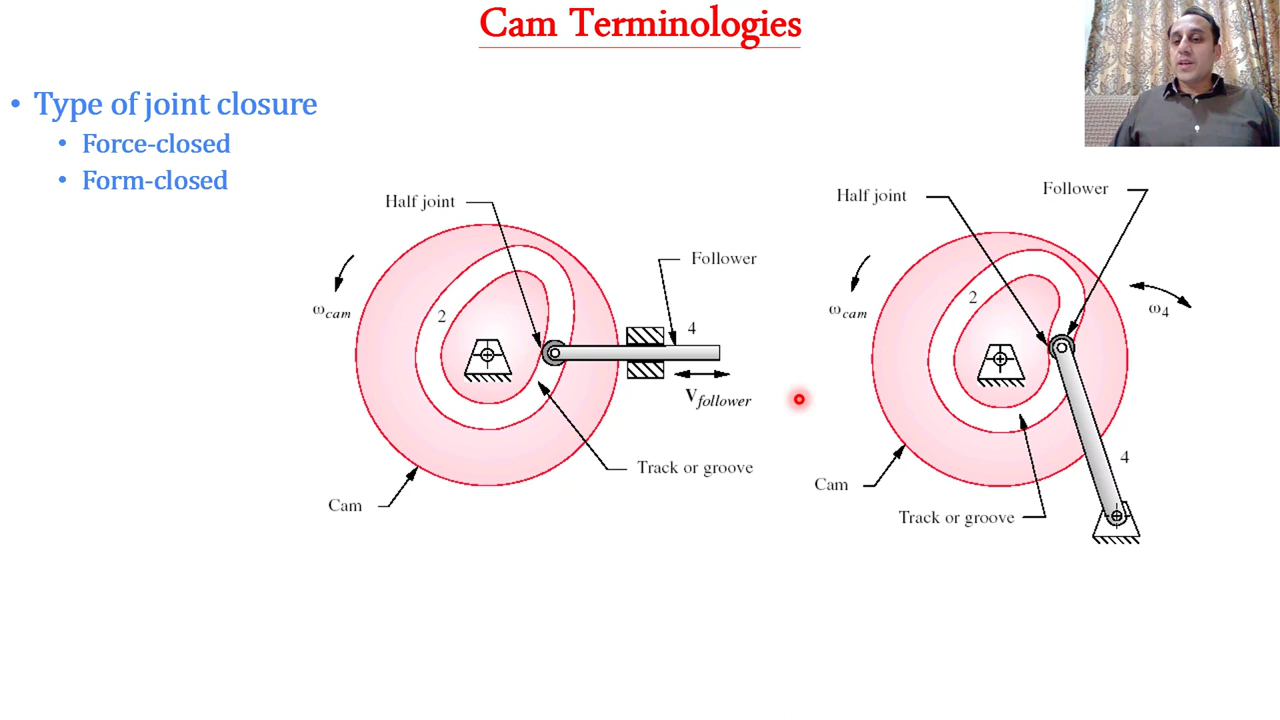 Cam Terminologies
• Type of joint closure
• Force-closed
• Form-closed
Half joint
Follower
4
2
ωcam
Vfollower
Track or groove
Cam
Half joint
Follower
2
ωcam
ω4
4
Cam
Track or groove